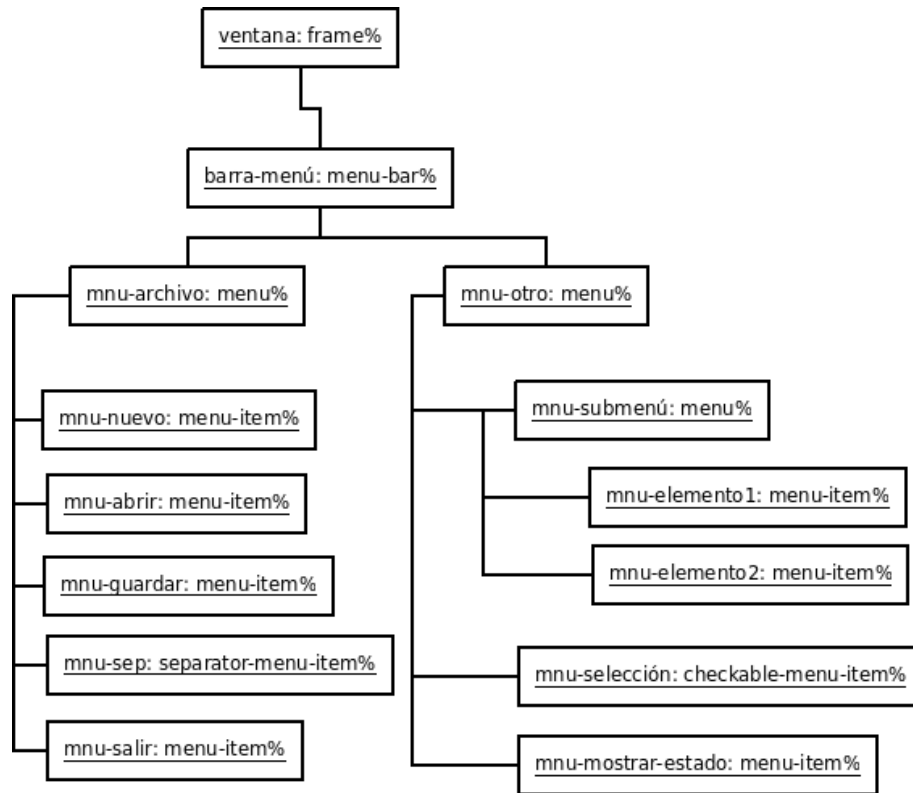 ventana: frame%
barra-menú: menu-bar%
mnu-archivo: menu%
mnu-nuevo: menu-item%
mnu-abrir: menu-item%
mnu-guardar: menu-item%
mnu-sep: separator-menu-item%
mnu-salir: menu-item%
mnu-otro: menu%
mnu-submenú: menu%
mnu-elemento1: menu-item%
mnu-elemento2: menu-item%
mnu-selección: checkable-menu-item%
mnu-mostrar-estado: menu-item%